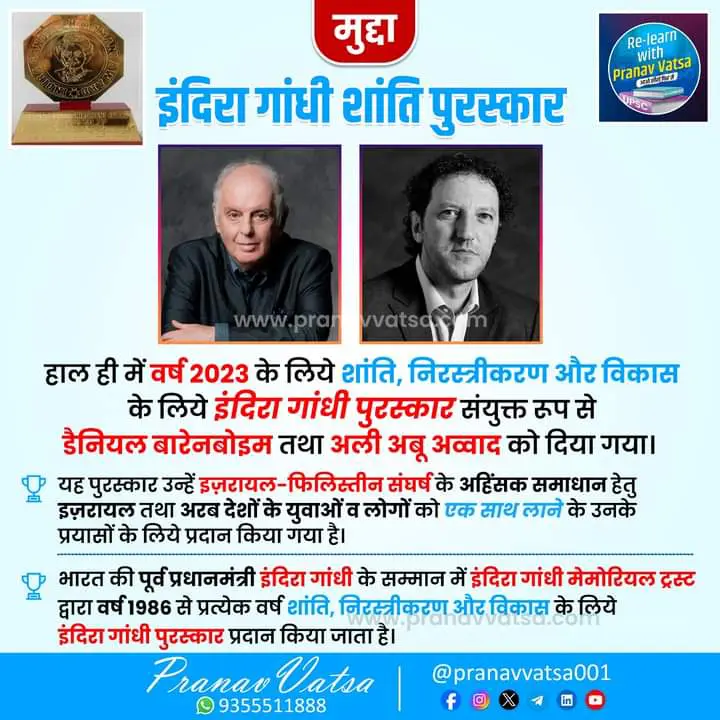 मुद्दा
Re-learn
with
Pranav Vatsa
UPSC
इंदिरा गांधी शांति पुरस्कार
www.pranavvatsa.com
हाल ही में वर्ष 2023 के लिये शांति, निरस्त्रीकरण और विकास
के लिये इंदिरा गांधी पुरस्कार संयुक्त रूप से
डैनियल बारेनबोइम तथा अली अबू अव्वाद को दिया गया।
यह पुरस्कार उन्हें इज़रायल-फिलिस्तीन संघर्ष के अहिंसक समाधान हेतु
इज़रायल तथा अरब देशों के युवाओं व लोगों को एक साथ लाने के उनके
प्रयासों के लिये प्रदान किया गया है।
भारत की पूर्व प्रधानमंत्री इंदिरा गांधी के सम्मान में इंदिरा गांधी मेमोरियल ट्रस्ट
द्वारा वर्ष 1986 से प्रत्येक वर्ष शांति, निरस्त्रीकरण और विकास के लिये
www.pranavvatsa.com
इंदिरा गांधी पुरस्कार प्रदान किया जाता है।
Pranav Vatsa
9355511888
@pranavvatsa001